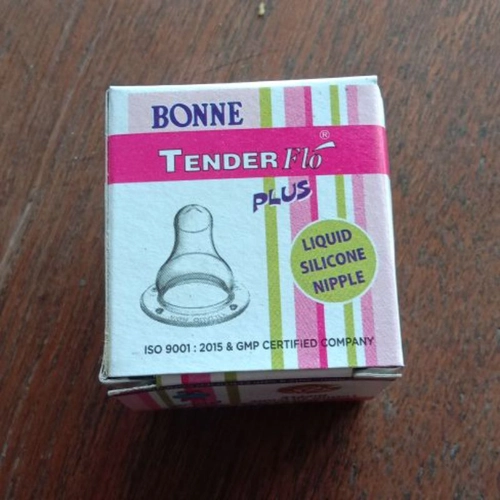 BONNE
TENDER Flo ®
PLUS
LIQUID
SILICONE
NIPPLE
ISO 9001 : 2015 & GMP CERTIFIED COMPANY